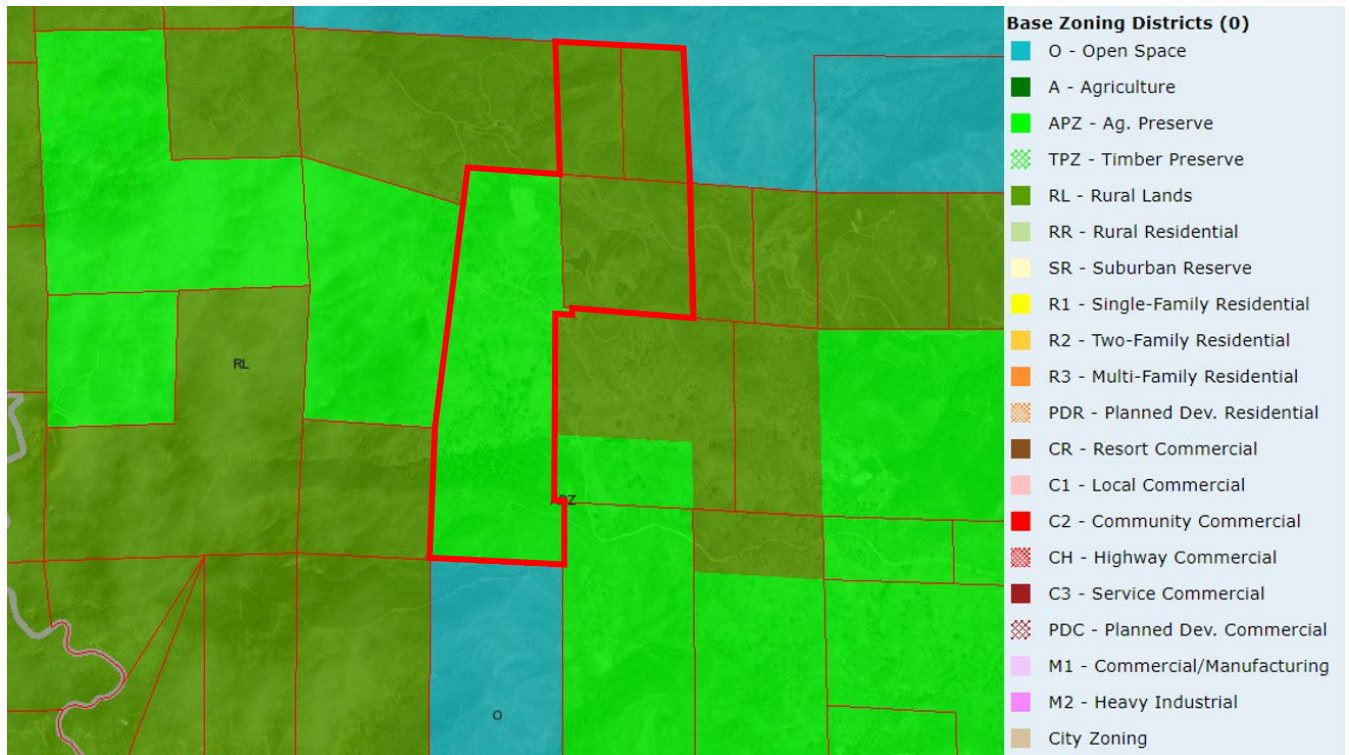 RL
O
Base Zoning Districts (0)
O - Open Space
A - Agriculture
APZ - Ag. Preserve
TPZ - Timber Preserve
RL - Rural Lands
RR - Rural Residential
SR - Suburban Reserve
R1 - Single-Family Residential
R2 - Two-Family Residential
R3 - Multi-Family Residential
PDR - Planned Dev. Residential
CR - Resort Commercial
C1 - Local Commercial
C2 - Community Commercial
CH - Highway Commercial
C3 - Service Commercial
PDC - Planned Dev. Commercial
M1 - Commercial/Manufacturing
M2 - Heavy Industrial
City Zoning